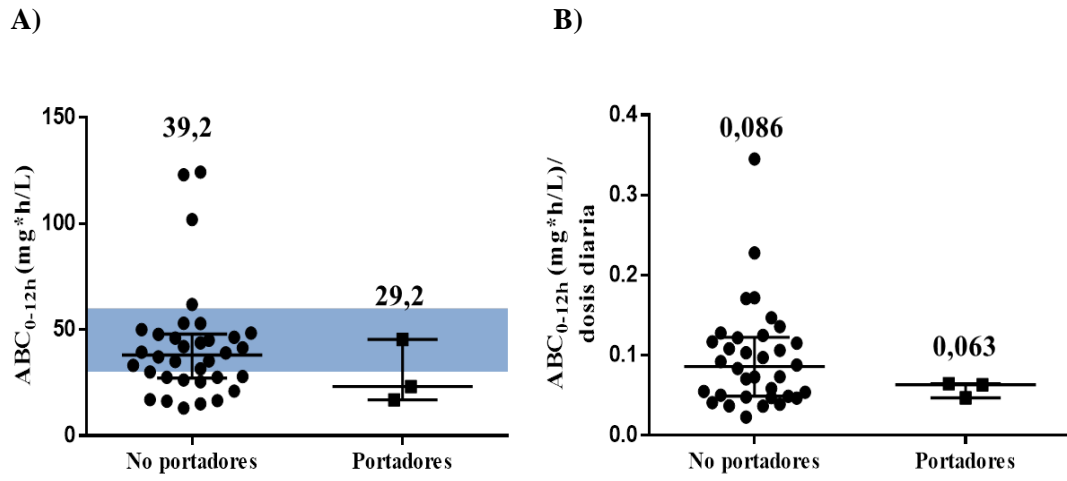 A)
B)
ABC0-12h (mg*h/L)
150
100
50
0
39,2
29,2
No portadores
Portadores
ABC0-12h (mg*h/L)/
dosis diaria
0.4
0.3
0.2
0.1
0.0
0,086
0,063
No portadores
Portadores